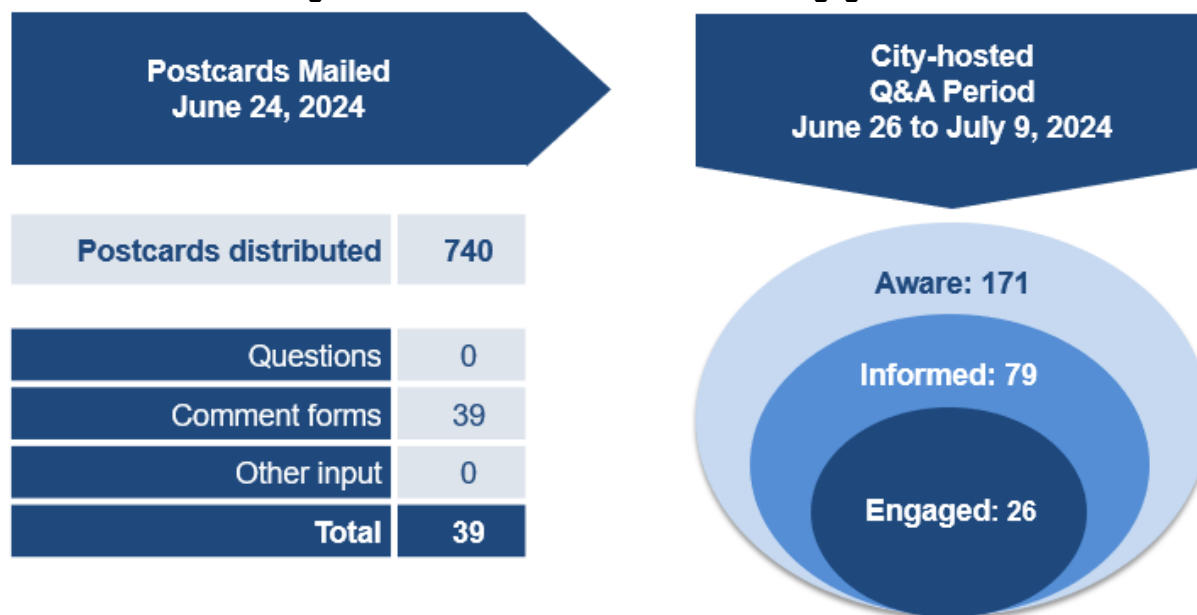 Postcards Mailed
June 24, 2024
Postcards distributed 740
Questions 0
Comment forms 39
Other input 0
Total 39
City-hosted
Q&A Period
June 26 to July 9, 2024
Aware: 171
Informed: 79
Engaged: 26